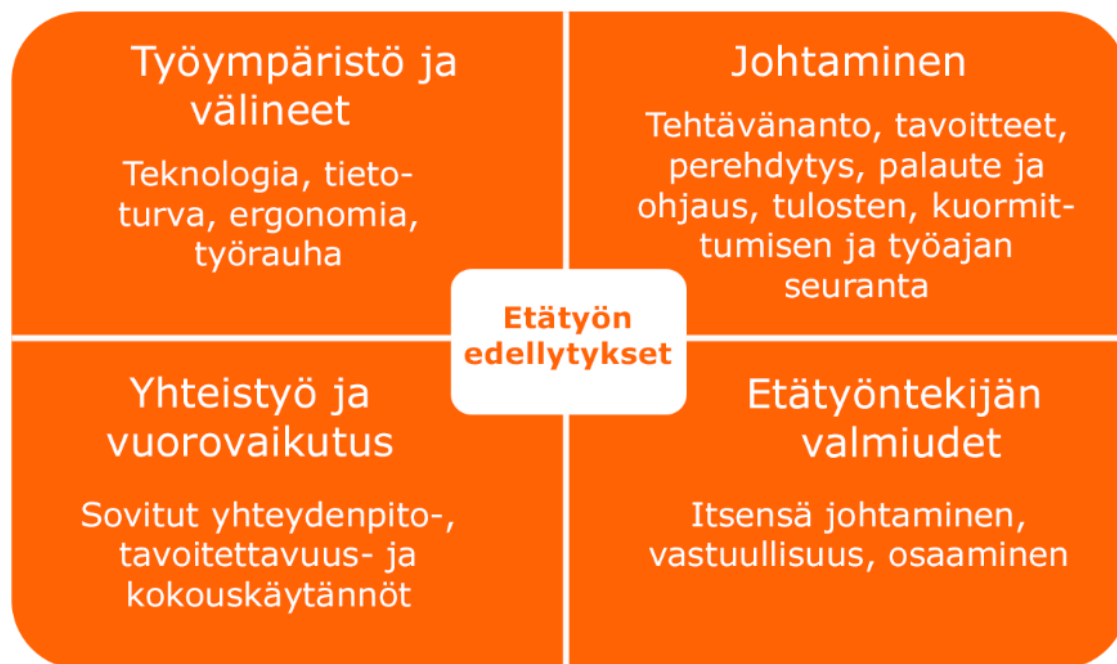 Työympäristö ja
välineet
Teknologia, tieto-
turva, ergonomia,
työrauha
Johtaminen
Tehtävänanto, tavoitteet,
perehdytys, palaute ja
ohjaus, tulosten, kuormit-
tumisen ja työajan
seuranta
Etätyön
edellytykset
Yhteistyö ja
vuorovaikutus
Sovitut yhteydenpito-,
tavoitettavuus- ja
kokouskäytännöt
Etätyöntekijän
valmiudet
Itsensä johtaminen,
vastuullisuus, osaaminen